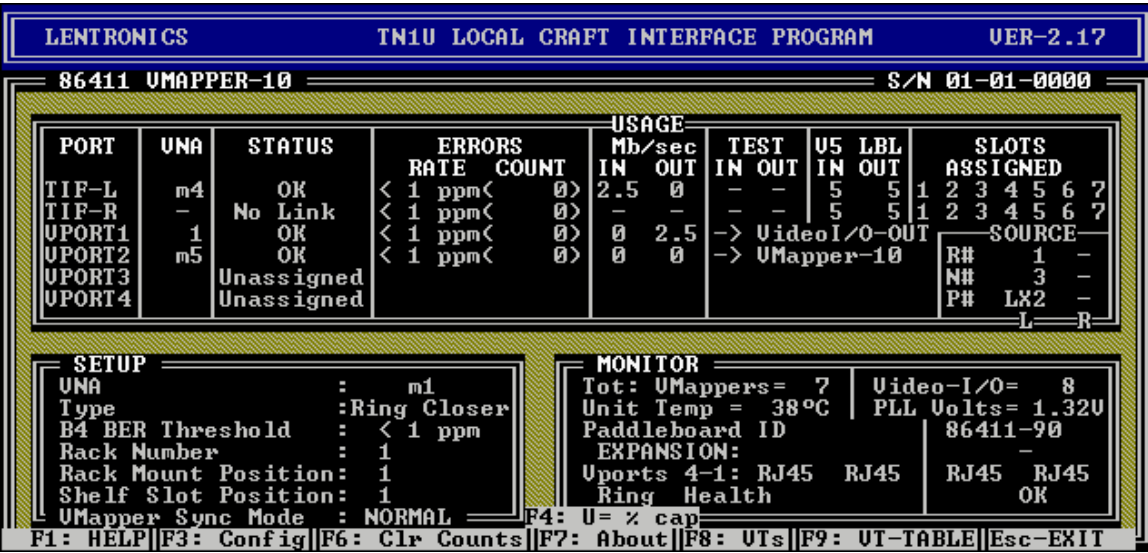 LENTRONICS TN1U LOCAL CRAFT INTERFACE PROGRAM VER-2.17
86411 VMAPPER-10 S/N 01-01-0000
USAGE
PORT VNA STATUS ERRORS Mb/sec TEST V5 LBL SLOTS
RATE COUNT IN OUT IN OUT IN OUT ASSIGNED
TIF-L m4 OK < 1 ppm( 0) 2.5 0 - - 5 5 1 2 3 4 5 6 7
TIF-R - No Link < 1 ppm( 0) - - - - 5 5 1 2 3 4 5 6 7
VPORT1 1 OK < 1 ppm( 0) 0 2.5 -> VideoI/O-OUT SOURCE
VPORT2 m5 OK < 1 ppm( 0) 0 0 -> VMapper-10 R# 1 -
VPORT3 Unassigned N# 3 -
VPORT4 Unassigned P# LX2 -
L R
SETUP
VNA : m1
Type :Ring Closer
B4 BER Threshold : < 1 ppm
Rack Number : 1
Rack Mount Position: 1
Shelf Slot Position: 1
VMapper Sync Mode : NORMAL
MONITOR
Tot: VMappers= 7 Video-I/O= 8
Unit Temp = 38ºC PLL Volts= 1.32V
Paddleboard ID 86411-90
EXPANSION: -
Vports 4-1: RJ45 RJ45 RJ45 RJ45
Ring Health OK
F4: U= % cap
F1: HELP F3: Config F6: Clr Counts F7: About F8: VTs F9: VT-TABLE Esc-EXIT